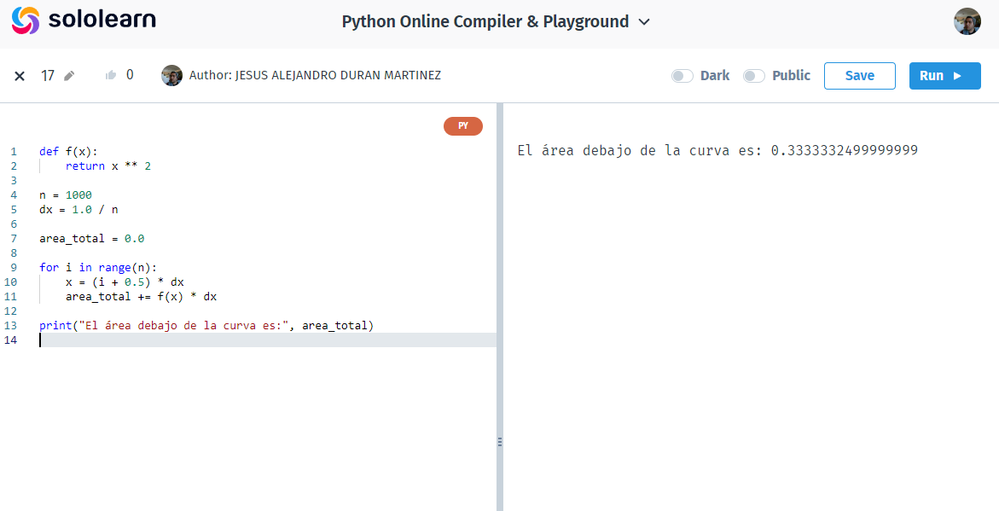 sololearn
Python Online Compiler & Playground
17
0
Author: JESUS ALEJANDRO DURAN MARTINEZ
Dark
Public
Save
Run
PY
1 def f(x):
2     return x ** 2
3
4 n = 1000
5 dx = 1.0 / n
6
7 area_total = 0.0
8
9 for i in range(n):
10     x = (i + 0.5) * dx
11     area_total += f(x) * dx
12
13 print("El área debajo de la curva es:", area_total)
14
El área debajo de la curva es: 0.3333332499999999